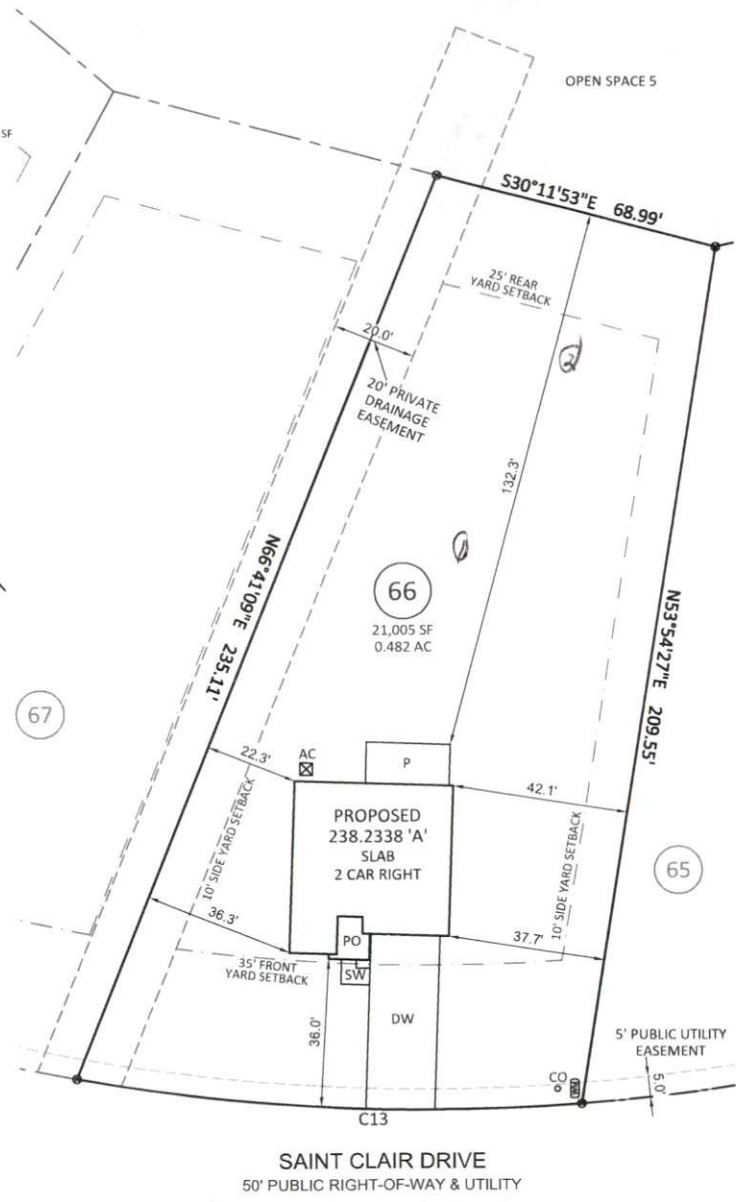 OPEN SPACE 5
SF
S30°11'53"E 68.99'
25' REAR
YARD SETBACK
20.0'
2
20' PRIVATE
DRAINAGE
EASEMENT
132.3'
1
N66°41'09"E 235.11'
66
21,005 SF
0.482 AC
N53°54'27"E 209.55'
67
22.3'
AC
P
42.1'
PROPOSED
238.2338 'A'
SLAB
2 CAR RIGHT
10' SIDE YARD SETBACK
10' SIDE YARD SETBACK
65
36.3'
PO
37.7'
35' FRONT
YARD SETBACK
SW
36.0'
DW
5' PUBLIC UTILITY
EASEMENT
CO
5.0'
C13
SAINT CLAIR DRIVE
50' PUBLIC RIGHT-OF-WAY & UTILITY